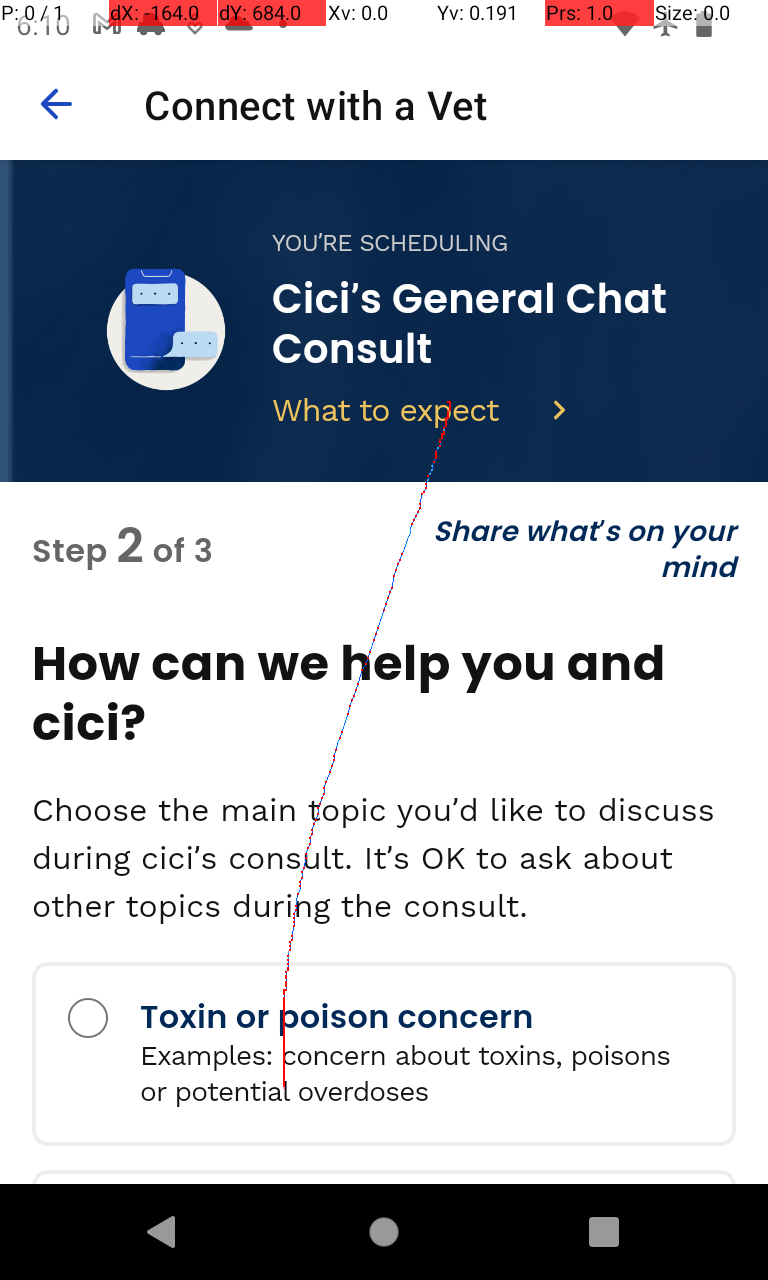 P: 0 / 1 dX: -164.0 dY: 684.0 Xv: 0.0 Yv: 0.191 Prs: 1.0 Size: 0.0
6:10
Connect with a Vet
YOU'RE SCHEDULING
Cici's General Chat
Consult
What to expect
Step 2 of 3
Share what's on your
mind
How can we help you and
cici?
Choose the main topic you'd like to discuss
during cici's consult. It's OK to ask about
other topics during the consult.
Toxin or poison concern
Examples: concern about toxins, poisons
or potential overdoses